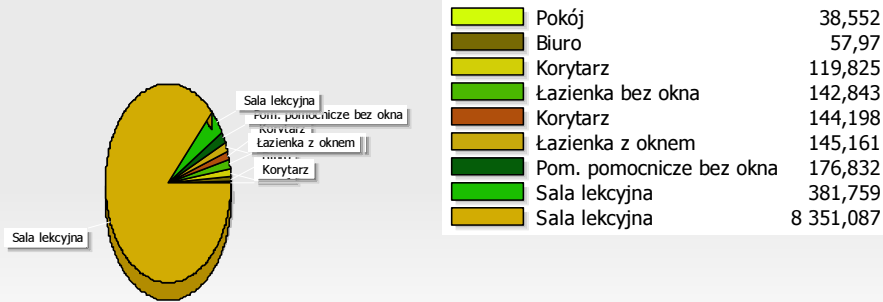 Sala lekcyjna
Pom. pomocnicze bez okna
Korytarz
Łazienka z oknem
Korytarz
Sala lekcyjna
Pokój 38,552
Biuro 57,97
Korytarz 119,825
Łazienka bez okna 142,843
Korytarz 144,198
Łazienka z oknem 145,161
Pom. pomocnicze bez okna 176,832
Sala lekcyjna 381,759
Sala lekcyjna 8 351,087